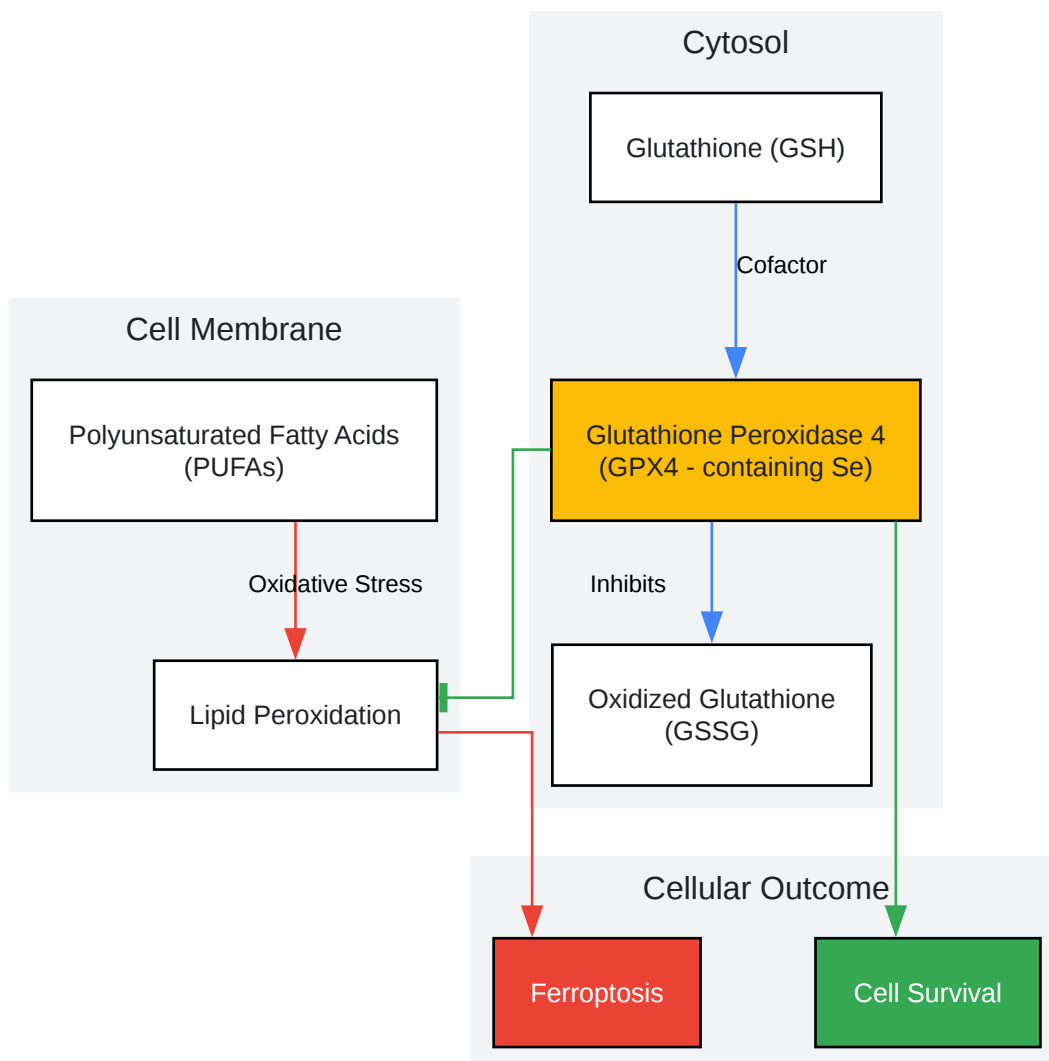 Cytosol
Glutathione (GSH)
Cofactor
Cell Membrane
Polyunsaturated Fatty Acids
(PUFAs)
Glutathione Peroxidase 4
(GPX4 - containing Se)
Oxidative Stress
Inhibits
Lipid Peroxidation
Oxidized Glutathione
(GSSG)
Cellular Outcome
Ferroptosis
Cell Survival